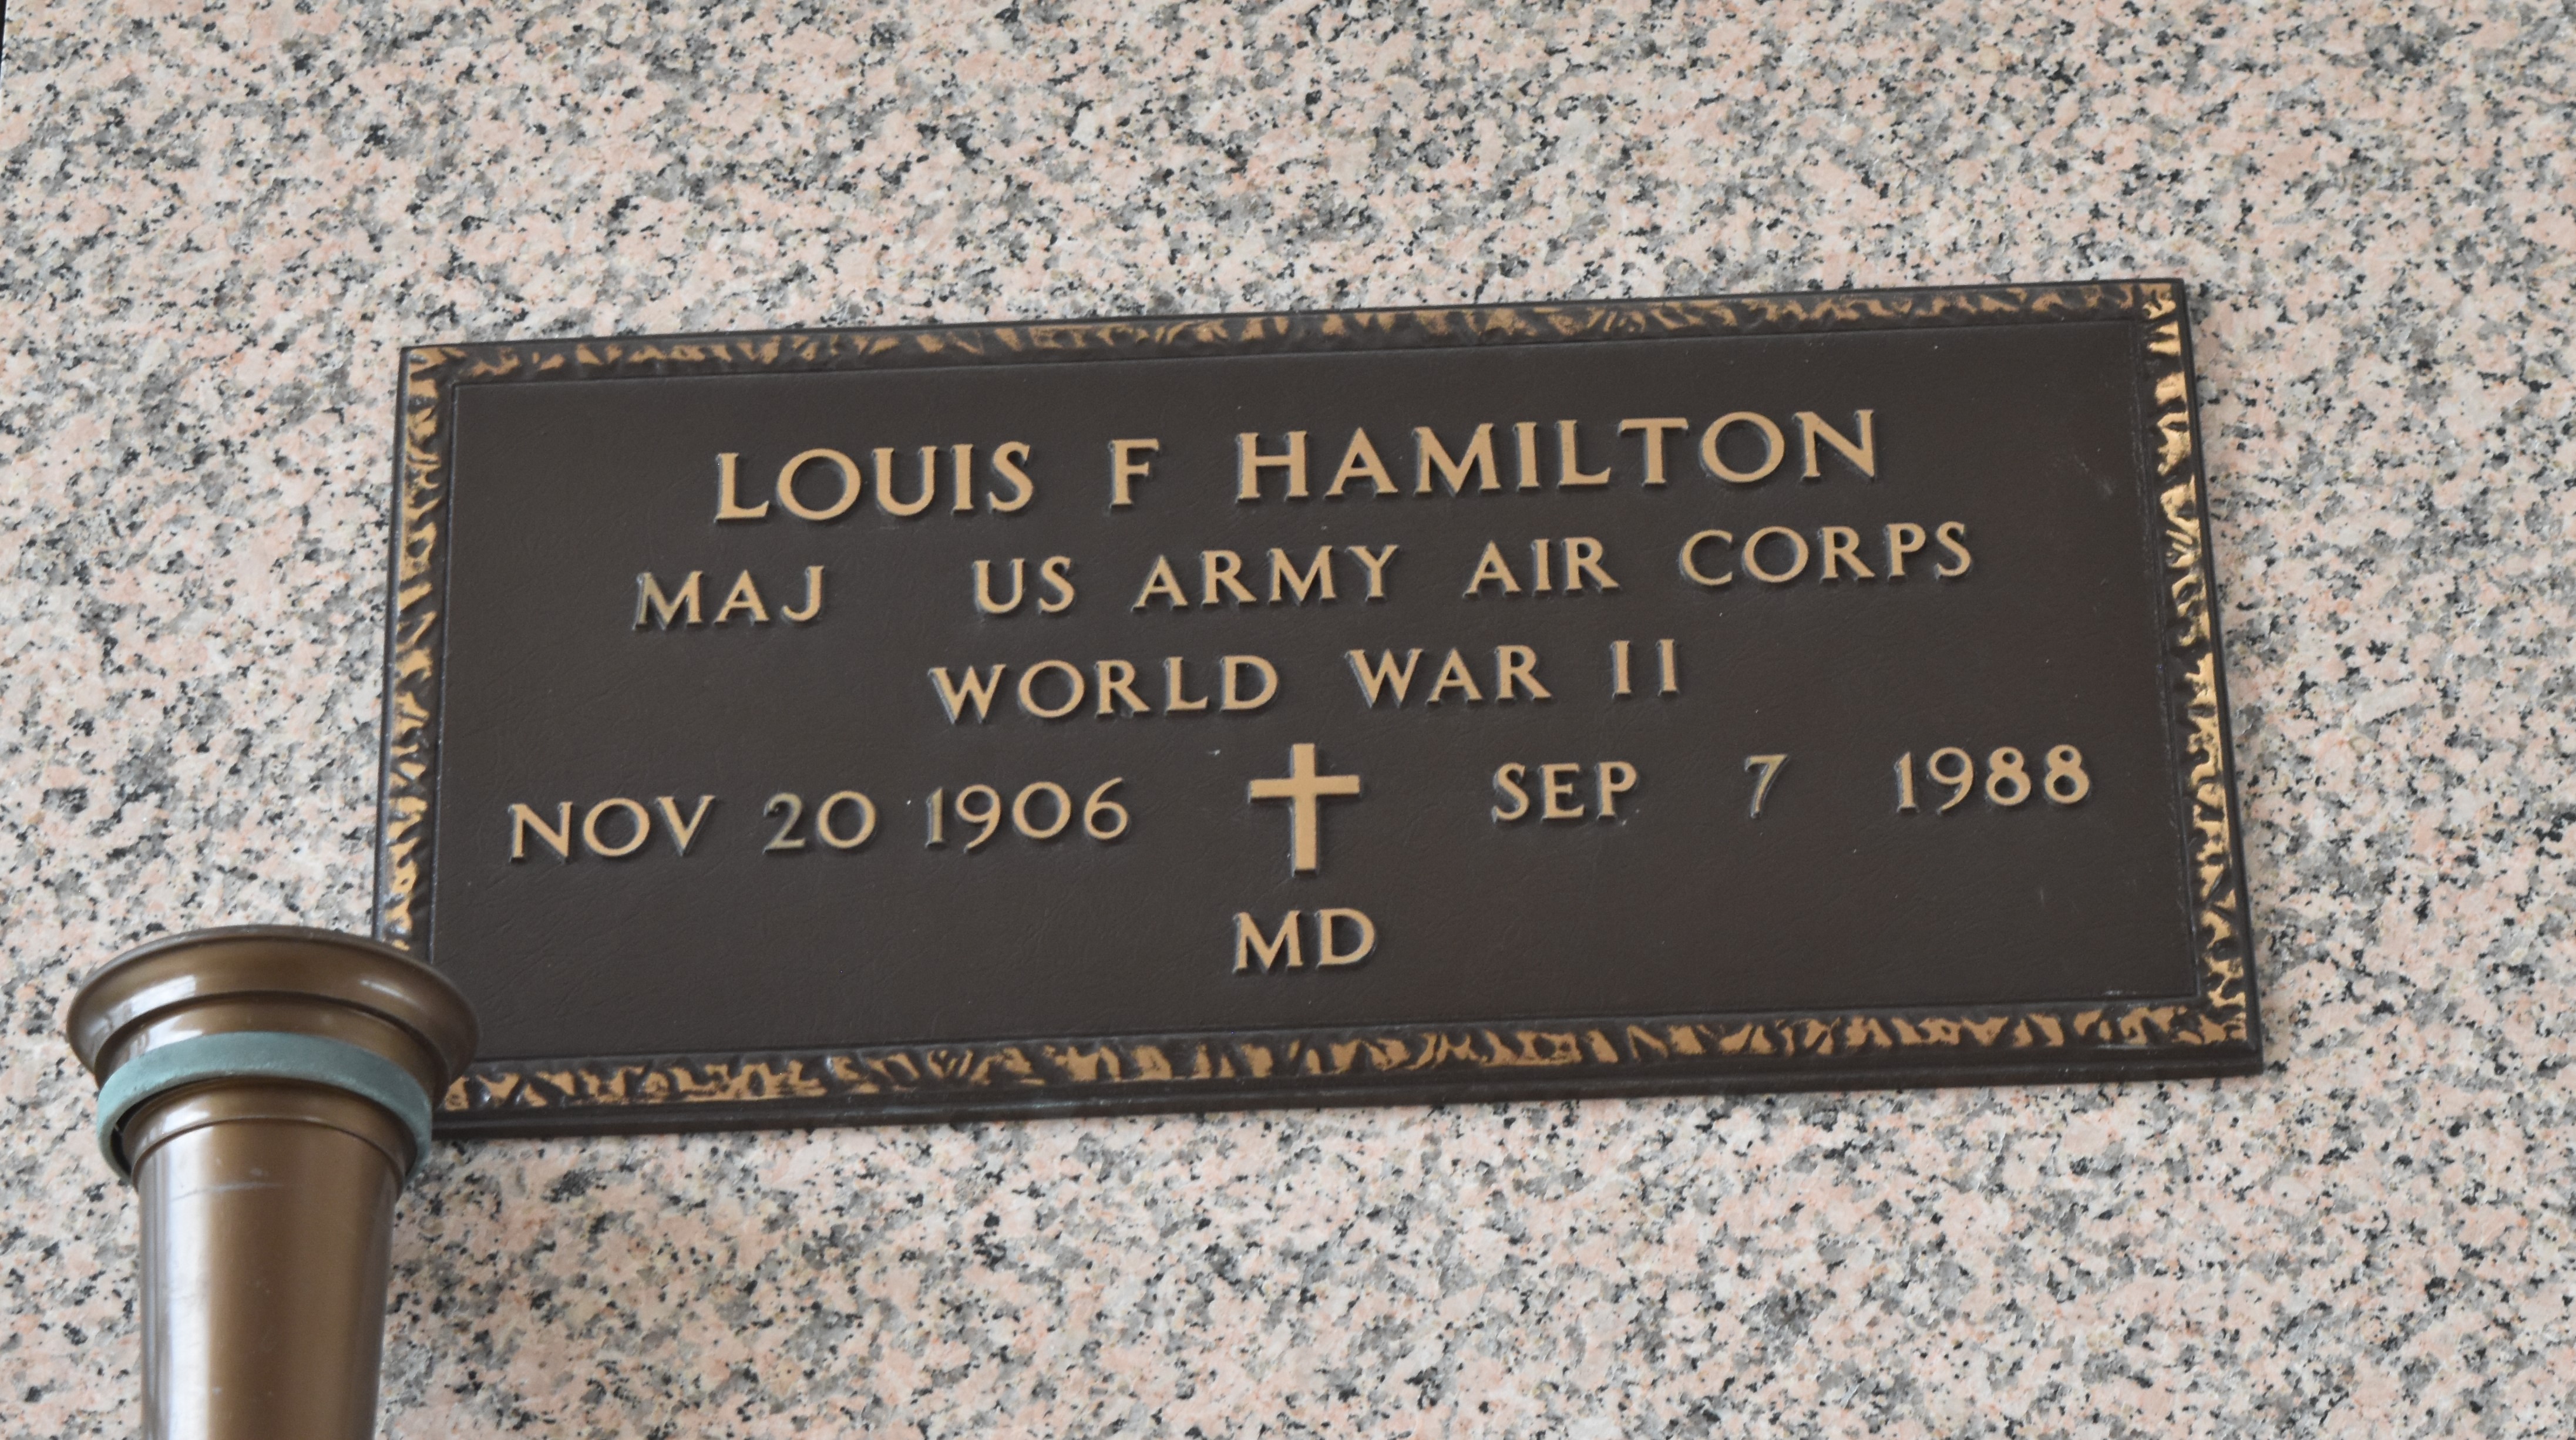 LOUIS F HAMILTON
MAJ US ARMY AIR CORPS
WORLD WAR II
NOV 20 1906 SEP 7 1988
MD